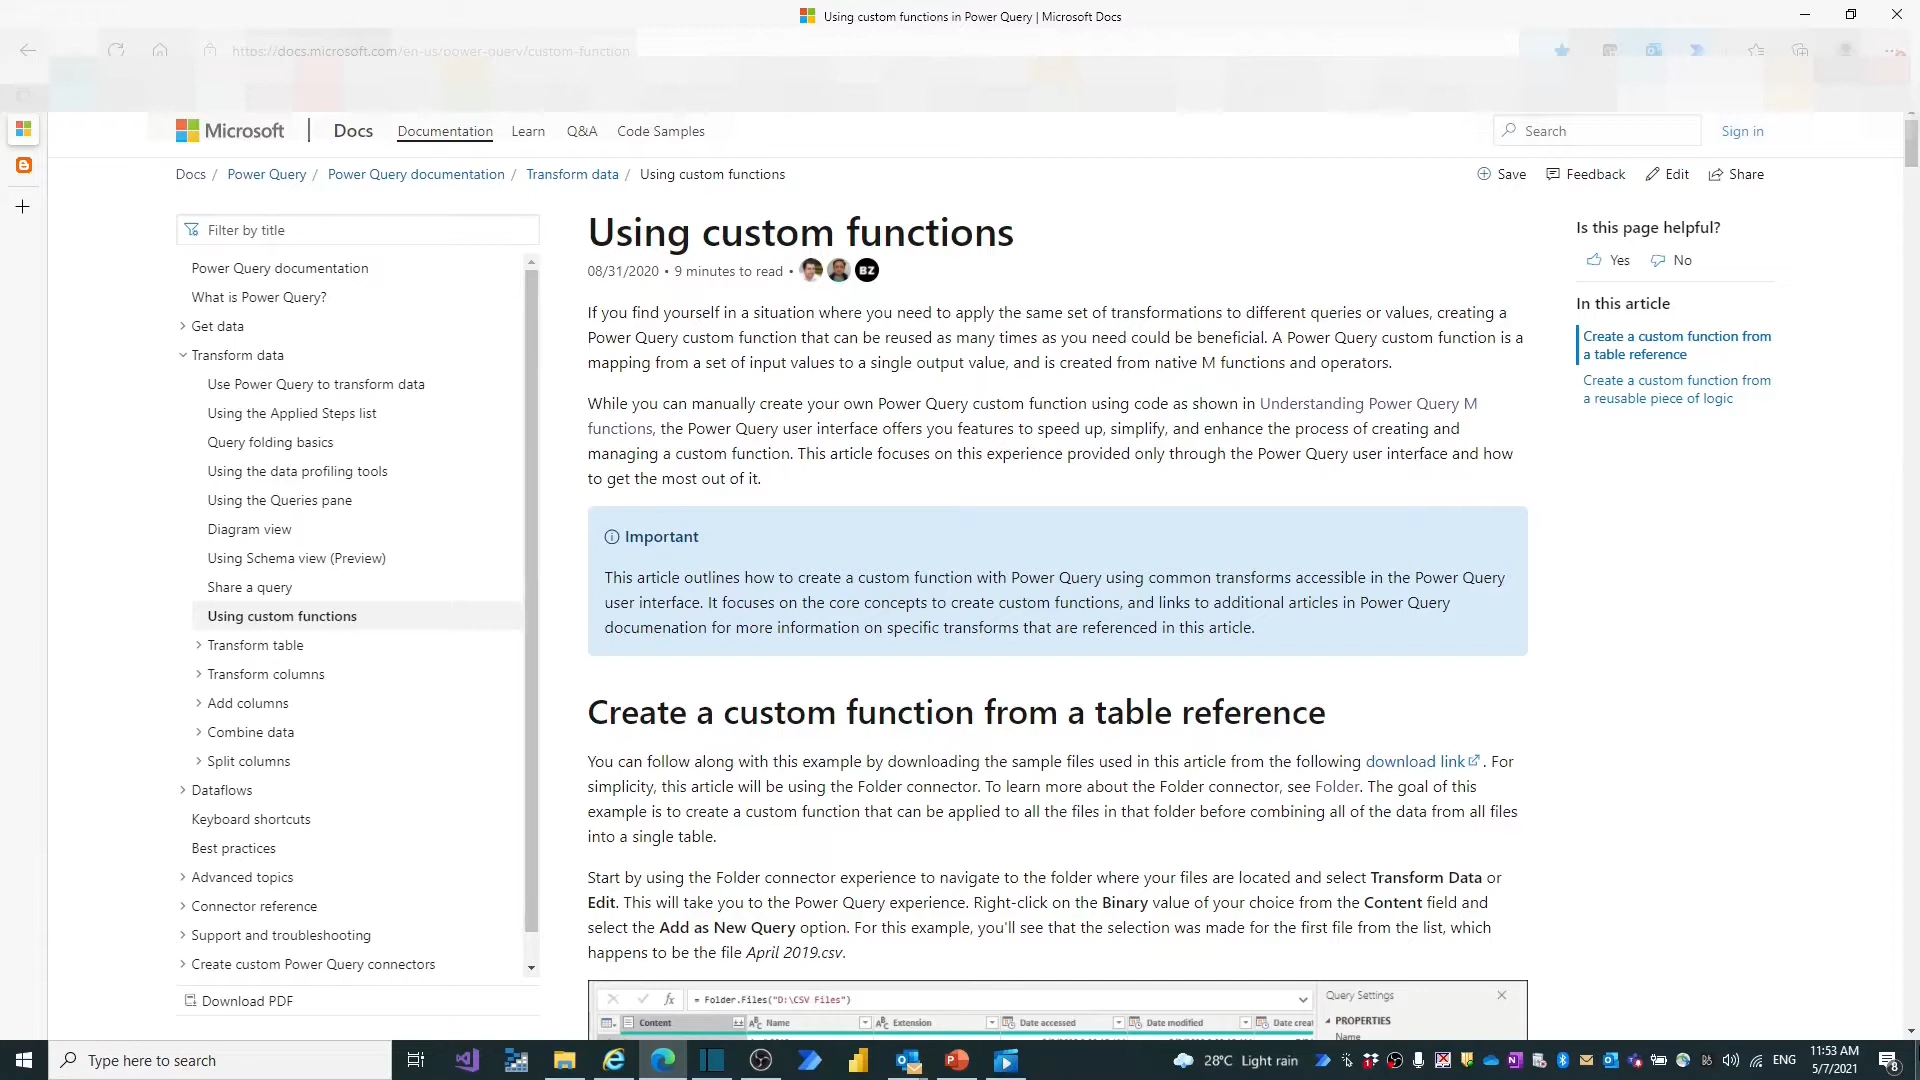 Using custom functions in Power Query | Microsoft Docs
https://docs.microsoft.com/en-us/power-query/custom-function
Microsoft | Docs Documentation Learn Q&A Code Samples Search Sign in
Docs / Power Query / Power Query documentation / Transform data / Using custom functions
Save Feedback Edit Share
Filter by title
Power Query documentation
What is Power Query?
Get data
Transform data
Use Power Query to transform data
Using the Applied Steps list
Query folding basics
Using the data profiling tools
Using the Queries pane
Diagram view
Using Schema view (Preview)
Share a query
Using custom functions
Transform table
Transform columns
Add columns
Combine data
Split columns
Dataflows
Keyboard shortcuts
Best practices
Advanced topics
Connector reference
Support and troubleshooting
Create custom Power Query connectors
Download PDF
Using custom functions
08/31/2020 • 9 minutes to read • BZ
If you find yourself in a situation where you need to apply the same set of transformations to different queries or values, creating a
Power Query custom function that can be reused as many times as you need could be beneficial. A Power Query custom function is a
mapping from a set of input values to a single output value, and is created from native M functions and operators.
While you can manually create your own Power Query custom function using code as shown in Understanding Power Query M
functions, the Power Query user interface offers you features to speed up, simplify, and enhance the process of creating and
managing a custom function. This article focuses on this experience provided only through the Power Query user interface and how
to get the most out of it.
Important
This article outlines how to create a custom function with Power Query using common transforms accessible in the Power Query
user interface. It focuses on the core concepts to create custom functions, and links to additional articles in Power Query
documenation for more information on specific transforms that are referenced in this article.
Create a custom function from a table reference
You can follow along with this example by downloading the sample files used in this article from the following download link. For
simplicity, this article will be using the Folder connector. To learn more about the Folder connector, see Folder. The goal of this
example is to create a custom function that can be applied to all the files in that folder before combining all of the data from all files
into a single table.
Start by using the Folder connector experience to navigate to the folder where your files are located and select Transform Data or
Edit. This will take you to the Power Query experience. Right-click on the Binary value of your choice from the Content field and
select the Add as New Query option. For this example, you'll see that the selection was made for the first file from the list, which
happens to be the file April 2019.csv.
fx = Folder.Files("D:\CSV Files")
Content Name Extension Date accessed Date modified Date creat
Query Settings
PROPERTIES
Name
Is this page helpful?
Yes No
In this article
Create a custom function from
a table reference
Create a custom function from
a reusable piece of logic
Type here to search
28°C Light rain
ENG
11:53 AM
5/7/2021
8